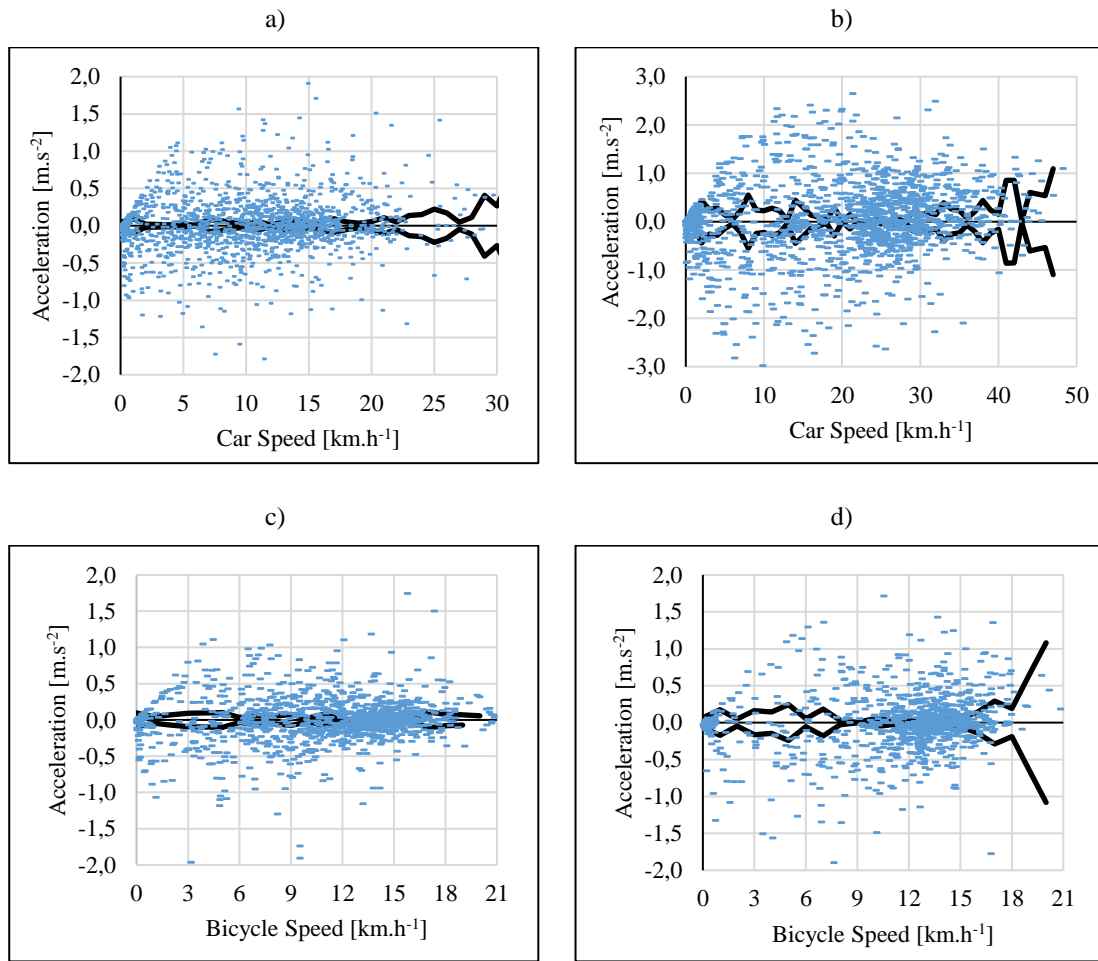 a)
2,0
1,5
1,0
0,5
0,0
-0,5
-1,0
-1,5
-2,0
Acceleration [m.s-2]
0 5 10 15 20 25 30
Car Speed [km.h-1]
b)
3,0
2,0
1,0
0,0
-1,0
-2,0
-3,0
Acceleration [m.s-2]
0 10 20 30 40 50
Car Speed [km.h-1]
c)
2,0
1,5
1,0
0,5
0,0
-0,5
-1,0
-1,5
-2,0
Acceleration [m.s-2]
0 3 6 9 12 15 18 21
Bicycle Speed [km.h-1]
d)
2,0
1,5
1,0
0,5
0,0
-0,5
-1,0
-1,5
-2,0
Acceleration [m.s-2]
0 3 6 9 12 15 18 21
Bicycle Speed [km.h-1]